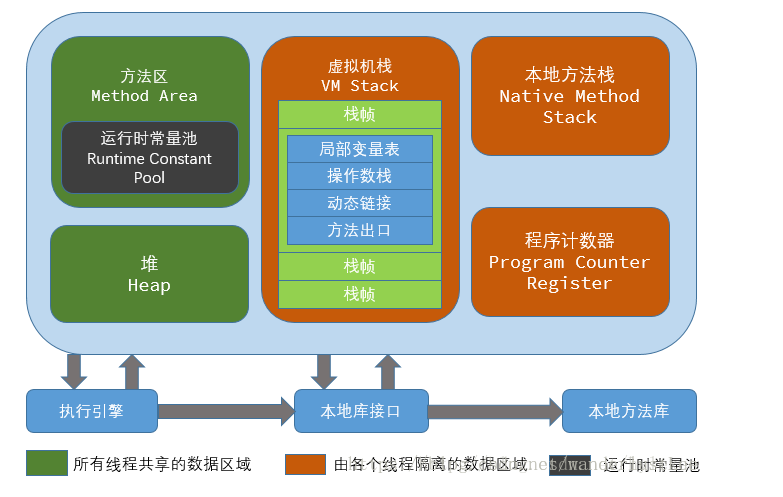 方法区
Method Area
运行时常量池
Runtime Constant
Pool
堆
Heap
虚拟机栈
VM Stack
栈帧
局部变量表
操作数栈
动态链接
方法出口
栈帧
栈帧
本地方法栈
Native Method
Stack
程序计数器
Program Counter
Register
执行引擎
本地库接口
本地方法库
所有线程共享的数据区域
由各个线程隔离的数据区域
运行时常量池